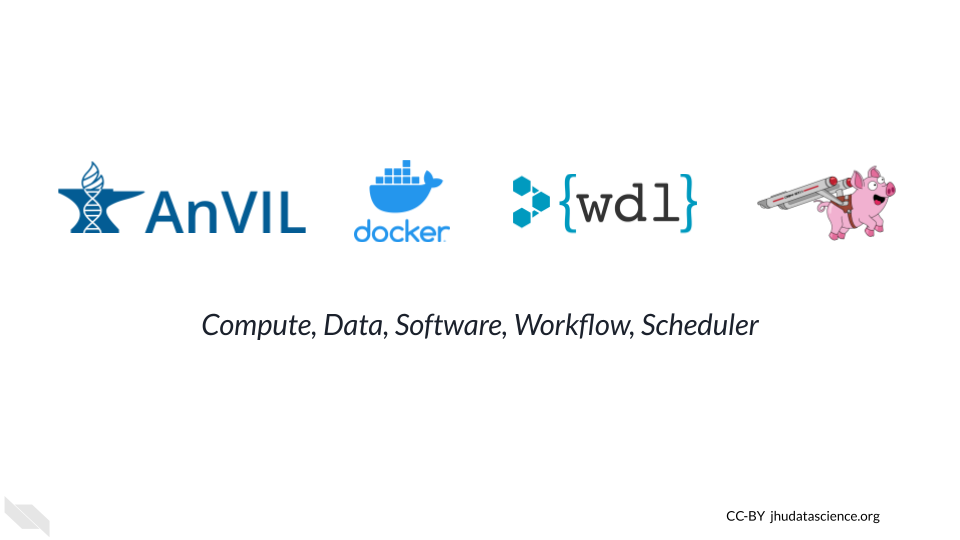 AnVIL
docker
{wdl}
Compute, Data, Software, Workflow, Scheduler
CC-BY jhudatascience.org